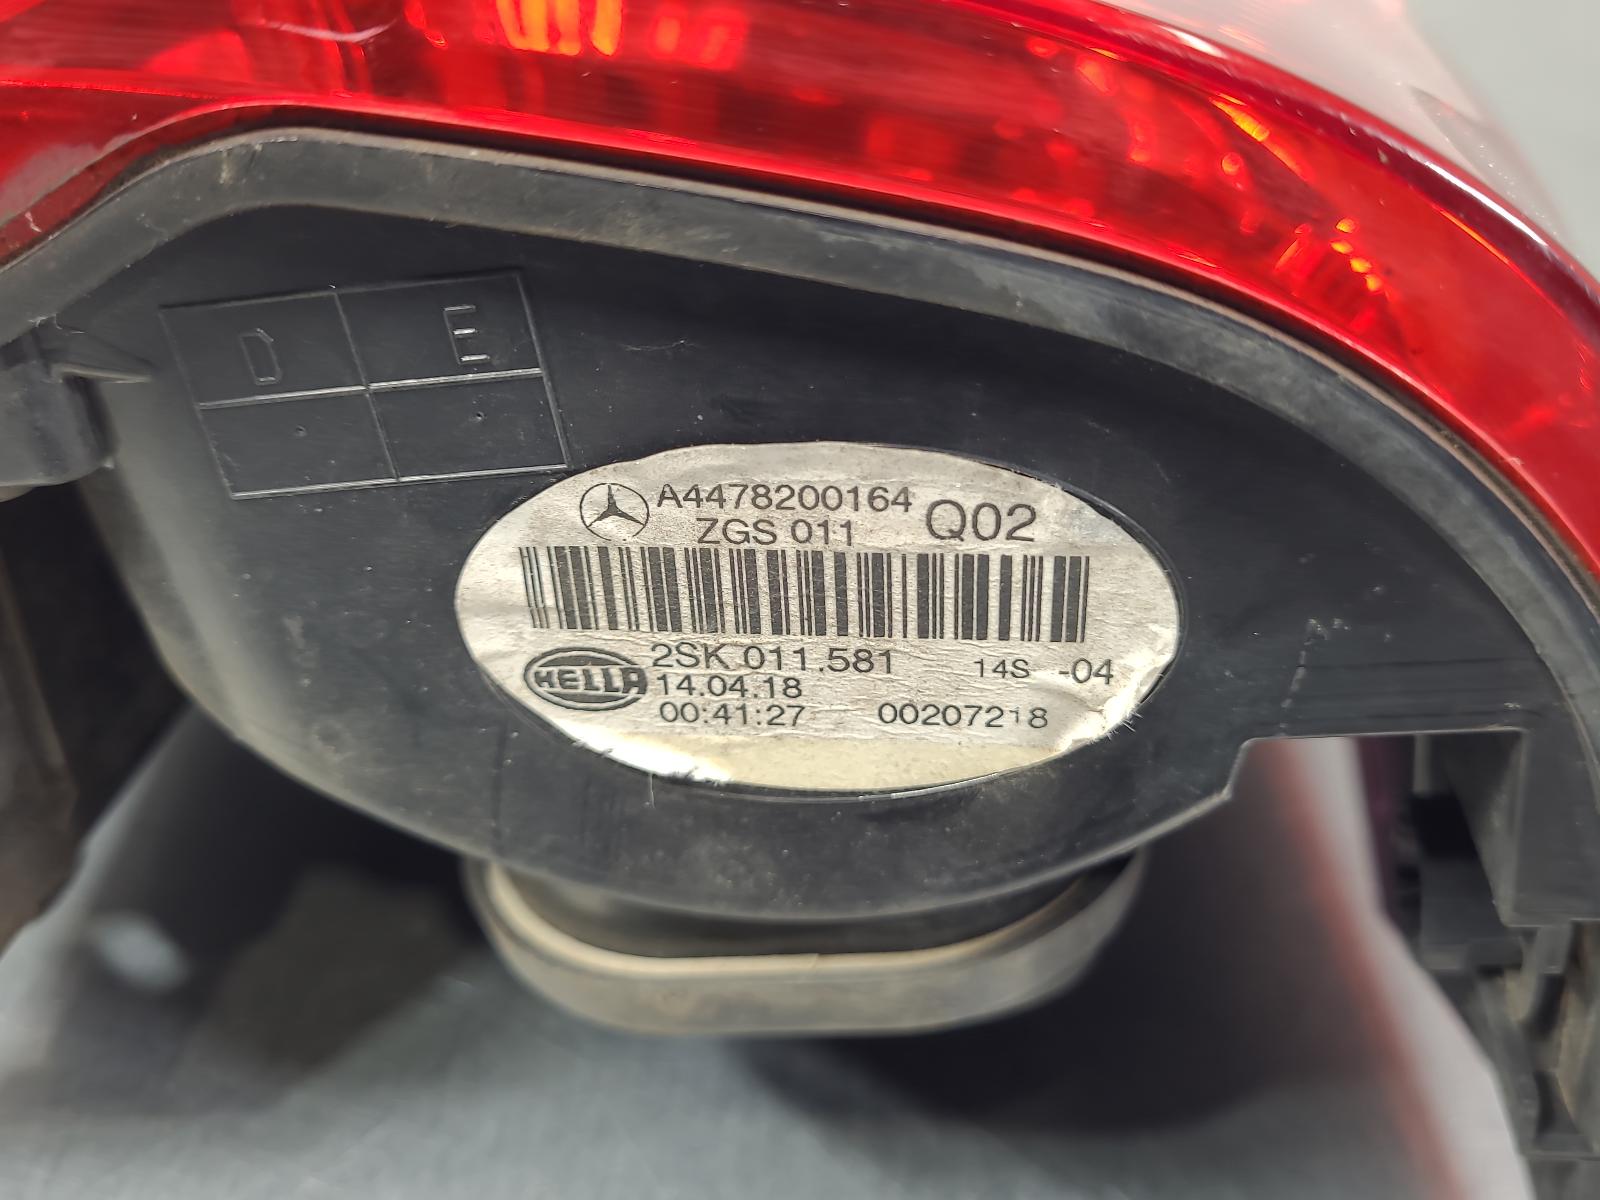 D E
A4478200164 Q02
ZGS 011
HELLA 2SK 011.581 14S -04
14.04.18
00:41:27 00207218